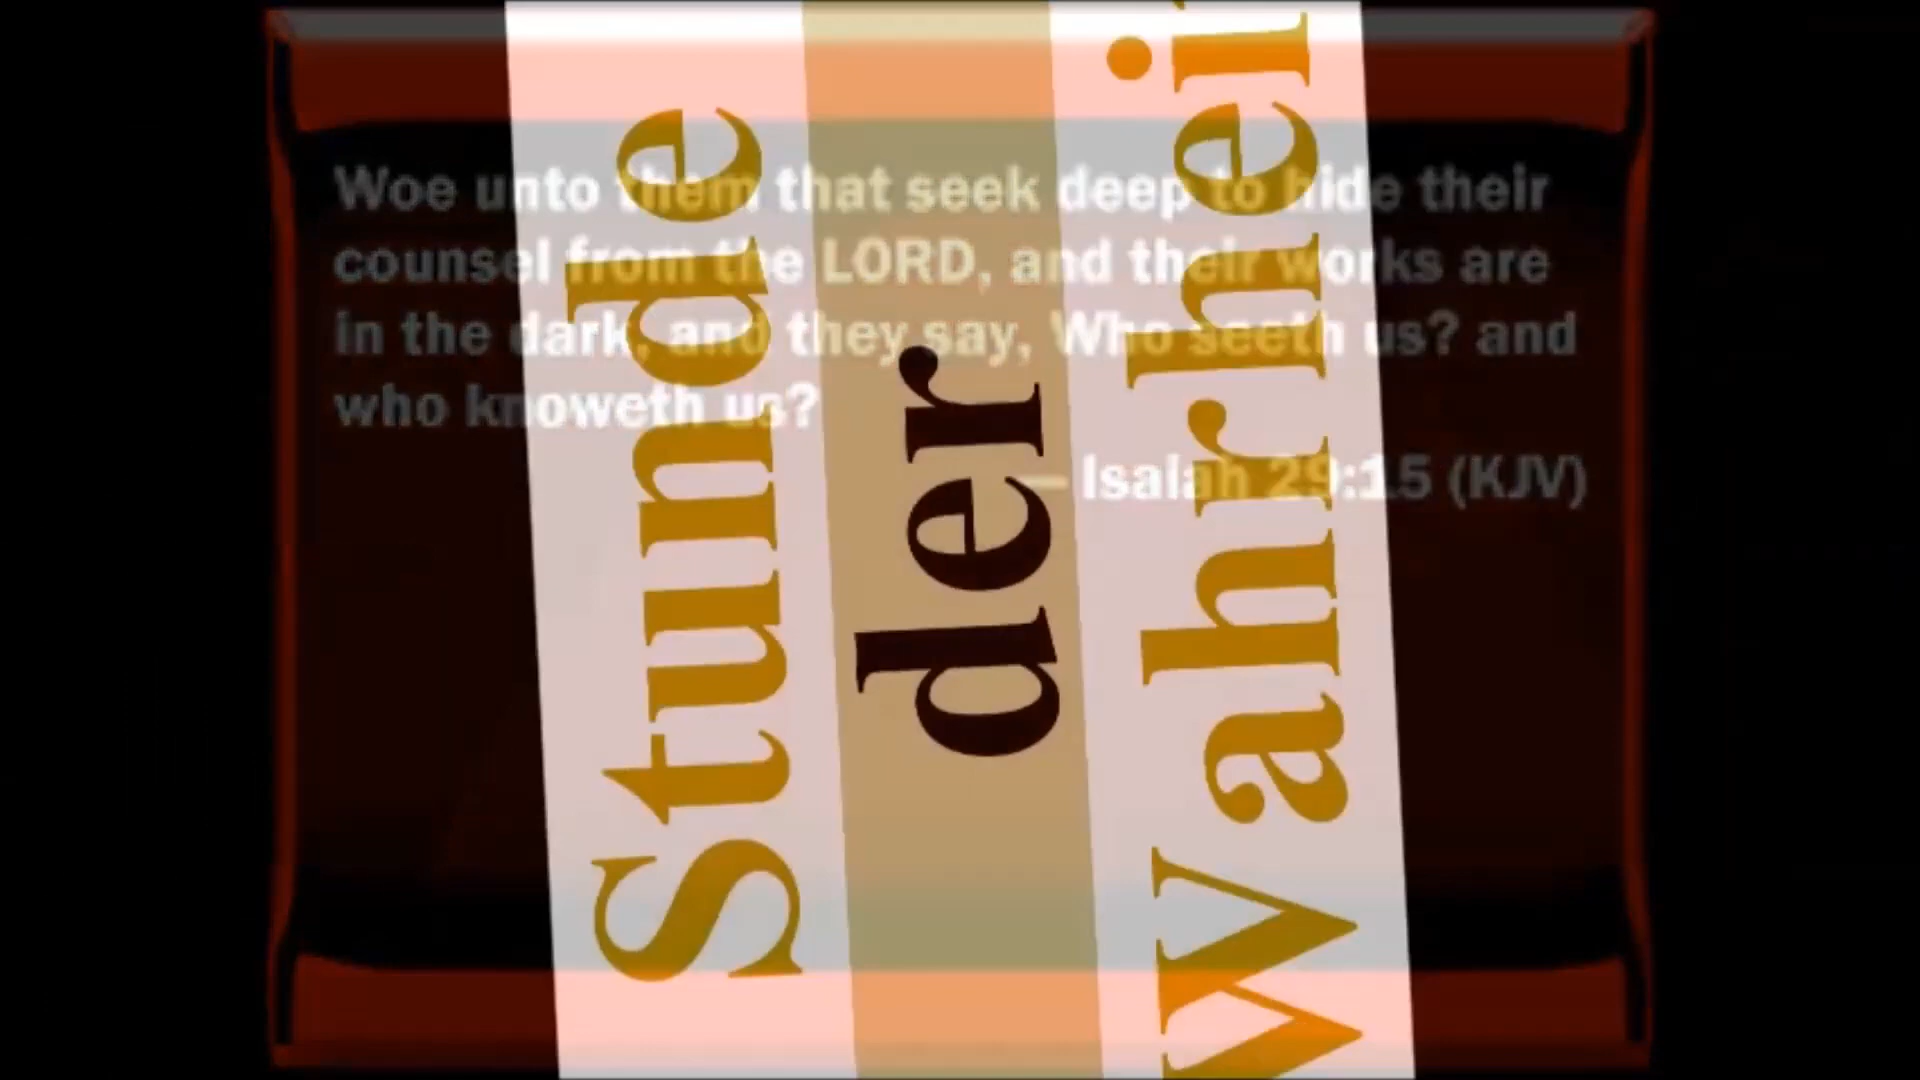 Woe unto them that seek deep to hide their
counsel from the LORD, and their works are
in the dark, and they say, Who seeth us? and
who knoweth us?
— Isaiah 29:15 (KJV)
Stunde
der
Wahrhei